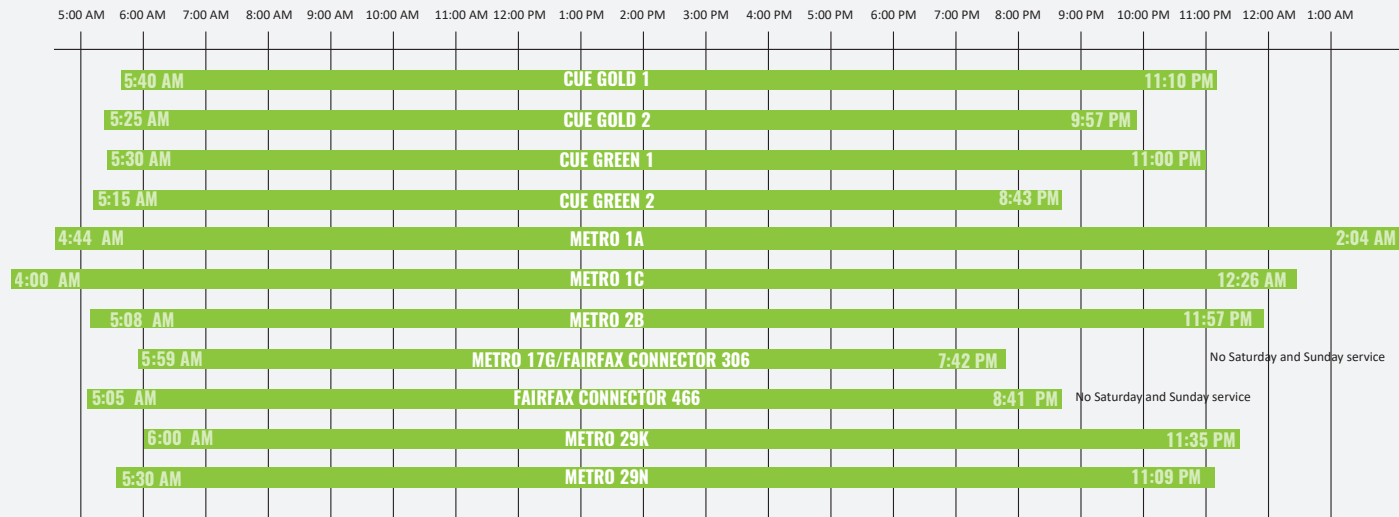 5:00 AM 6:00 AM 7:00 AM 8:00 AM 9:00 AM 10:00 AM 11:00 AM 12:00 PM 1:00 PM 2:00 PM 3:00 PM 4:00 PM 5:00 PM 6:00 PM 7:00 PM 8:00 PM 9:00 PM 10:00 PM 11:00 PM 12:00 AM 1:00 AM
5:40 AM CUE GOLD 1 11:10 PM
5:25 AM CUE GOLD 2 9:57 PM
5:30 AM CUE GREEN 1 11:00 PM
5:15 AM CUE GREEN 2 8:43 PM
4:44 AM METRO 1A 2:04 AM
4:00 AM METRO 1C 12:26 AM
5:08 AM METRO 2B 11:57 PM
5:59 AM METRO 17G/FAIRFAX CONNECTOR 306 7:42 PM No Saturday and Sunday service
5:05 AM FAIRFAX CONNECTOR 466 8:41 PM No Saturday and Sunday service
6:00 AM METRO 29K 11:35 PM
5:30 AM METRO 29N 11:09 PM